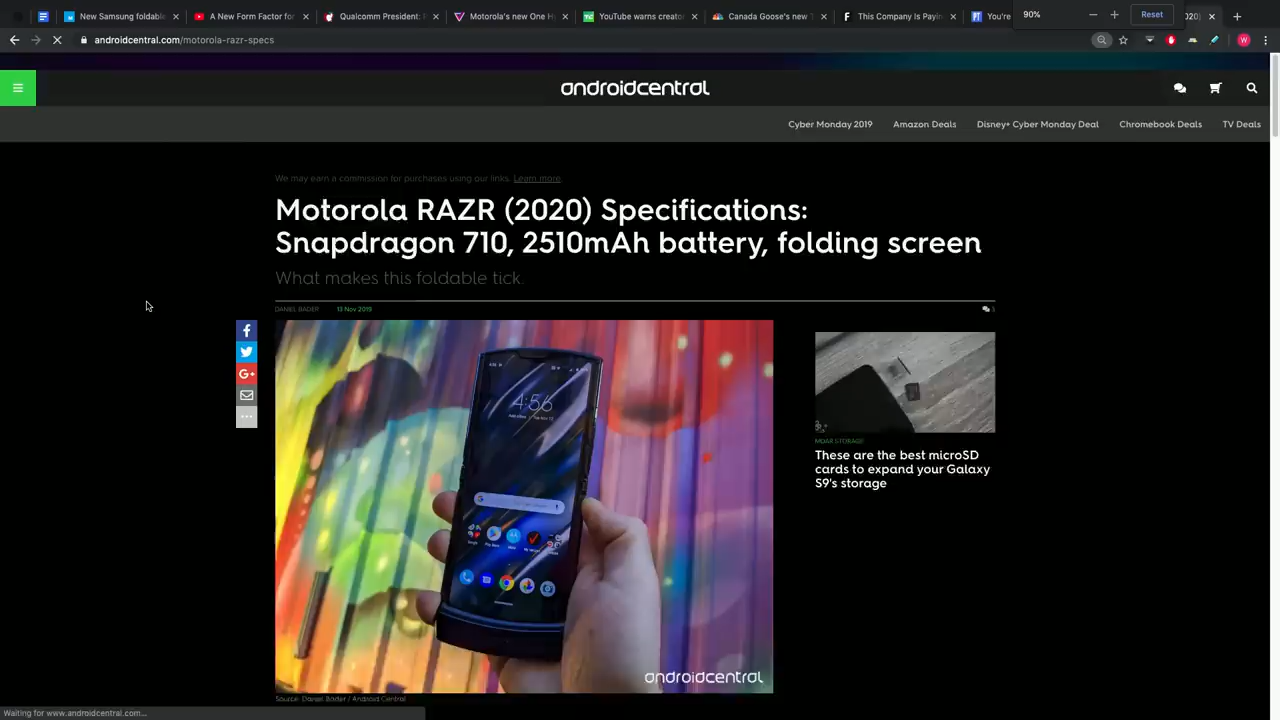 New Samsung foldable
A New Form Factor for
Qualcomm President:
Motorola's new One H
YouTube warns creator
Canada Goose's new
This Company Is Payin
You're
90%
Reset
androidcentral.com/motorola-razr-specs
W
androidcentral
Cyber Monday 2019
Amazon Deals
Disney+ Cyber Monday Deal
Chromebook Deals
TV Deals
We may earn a commission for purchases using our links. Learn more.
Motorola RAZR (2020) Specifications:
Snapdragon 710, 2510mAh battery, folding screen
What makes this foldable tick.
DANIEL BADER
13 Nov 2019
4:56
MOAR STORAGE
These are the best microSD
cards to expand your Galaxy
S9's storage
androidcentral
Source: Daniel Bader / Android Central
Waiting for www.androidcentral.com...